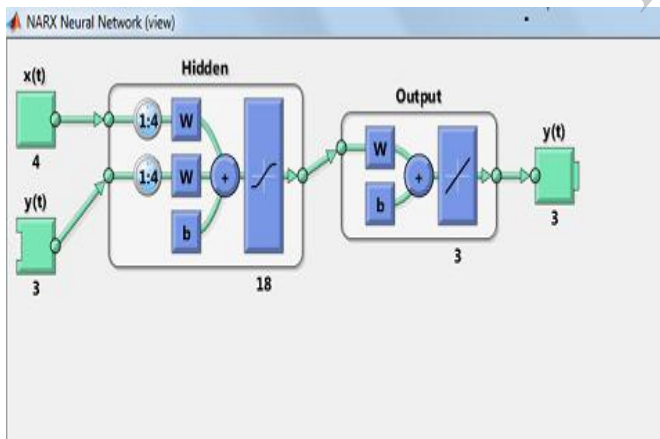 NARX Neural Network (view)
Hidden
x(t)
1:4
W
4
y(t)
1:4
W
+
b
3
18
Output
W
+
b
3
y(t)
3